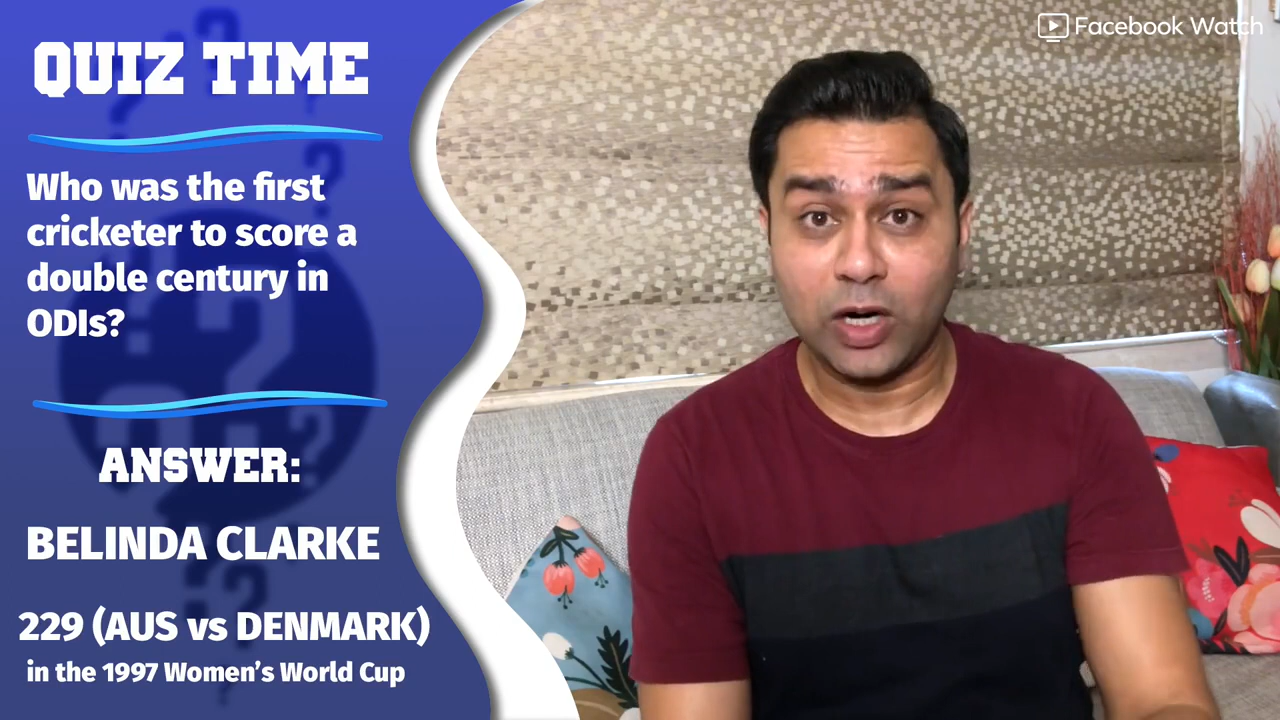 QUIZ TIME
Who was the first
cricketer to score a
double century in
ODIs?
ANSWER:
BELINDA CLARKE
229 (AUS vs DENMARK)
in the 1997 Women's World Cup
Facebook Watch